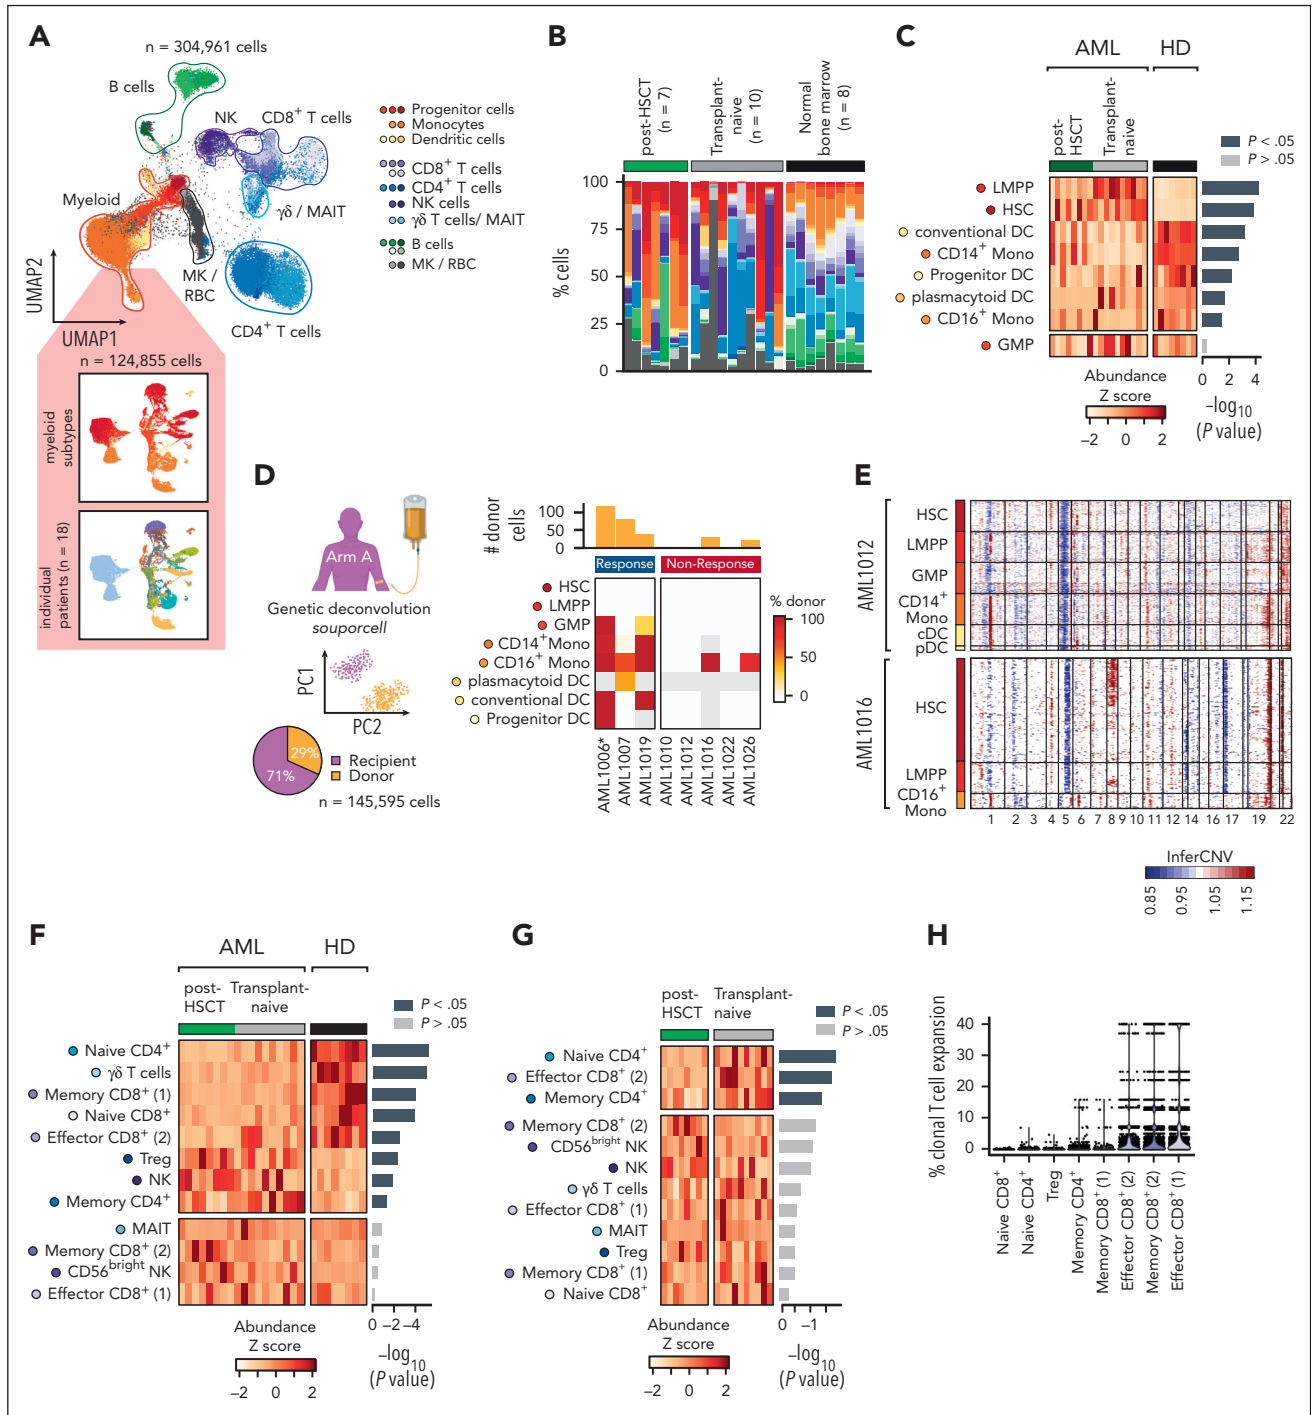 A
n = 304,961 cells
B cells
NK
CD8+ T cells
Myeloid
γδ / MAIT
MK /
RBC
CD4+ T cells
UMAP2
UMAP1
Progenitor cells
Monocytes
Dendritic cells
CD8+ T cells
CD4+ T cells
NK cells
γδ T cells/ MAIT
B cells
MK / RBC
n = 124,855 cells
myeloid
subtypes
individual
patients (n = 18)
B
post-HSCT
(n = 7)
Transplant-
naive
(n = 10)
Normal
bone marrow
(n = 8)
% cells
100
75
50
25
0
C
AML
HD
post-
HSCT
Transplant-
naive
P < .05
P > .05
LMPP
HSC
conventional DC
CD14+ Mono
Progenitor DC
plasmacytoid DC
CD16+ Mono
GMP
Abundance
Z score
−2 0 2
0 2 4
−log10
(P value)
D
Arm A
Genetic deconvolution
souporcell
PC1
PC2
29%
71%
Recipient
Donor
n = 145,595 cells
# donor
cells
100
50
0
Response
Non-Response
HSC
LMPP
GMP
CD14+Mono
CD16+ Mono
plasmacytoid DC
conventional DC
Progenitor DC
% donor
100
50
0
AML1006*
AML1007
AML1019
AML1010
AML1012
AML1016
AML1022
AML1026
E
AML1012
HSC
LMPP
GMP
CD14+
Mono
cDC
pDC
AML1016
HSC
LMPP
CD16+
Mono
1 2 3 4 5 6 7 8 9 10 11 12 14 16 17 19 22
InferCNV
0.85
0.95
1.05
1.15
F
AML
HD
post-
HSCT
Transplant-
naive
P < .05
P > .05
Naive CD4+
γδ T cells
Memory CD8+ (1)
Naive CD8+
Effector CD8+ (2)
Treg
NK
Memory CD4+
MAIT
Memory CD8+ (2)
CD56bright NK
Effector CD8+ (1)
Abundance
Z score
−2 0 2
0 −2 −4
−log10
(P value)
G
post-
HSCT
Transplant-
naive
P < .05
P > .05
Naive CD4+
Effector CD8+ (2)
Memory CD4+
Memory CD8+ (2)
CD56bright NK
NK
γδ T cells
Effector CD8+ (1)
MAIT
Treg
Memory CD8+ (1)
Naive CD8+
Abundance
Z score
−2 0 2
0 −1
−log10
(P value)
H
% clonal T cell expansion
40
30
20
10
0
Naive CD8+
Naive CD4+
Treg
Memory CD4+
Memory CD8+ (1)
Effector CD8+ (2)
Memory CD8+ (2)
Effector CD8+ (1)